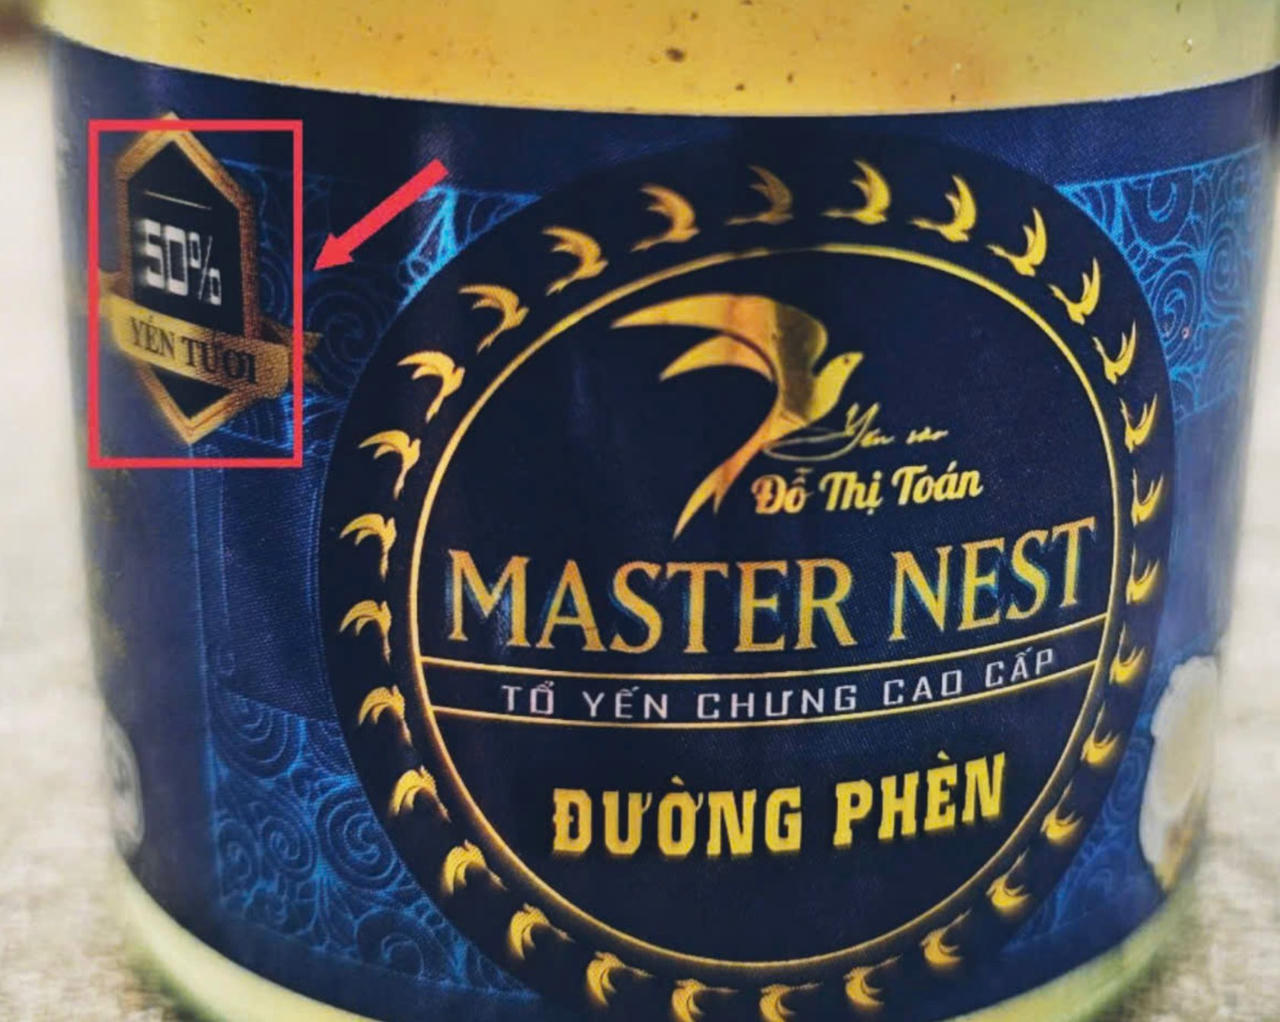 50%
YẾN TƯƠI
Yến sào
Đỗ Thị Toán
MASTER NEST
TỔ YẾN CHƯNG CAO CẤP
ĐƯỜNG PHÈN